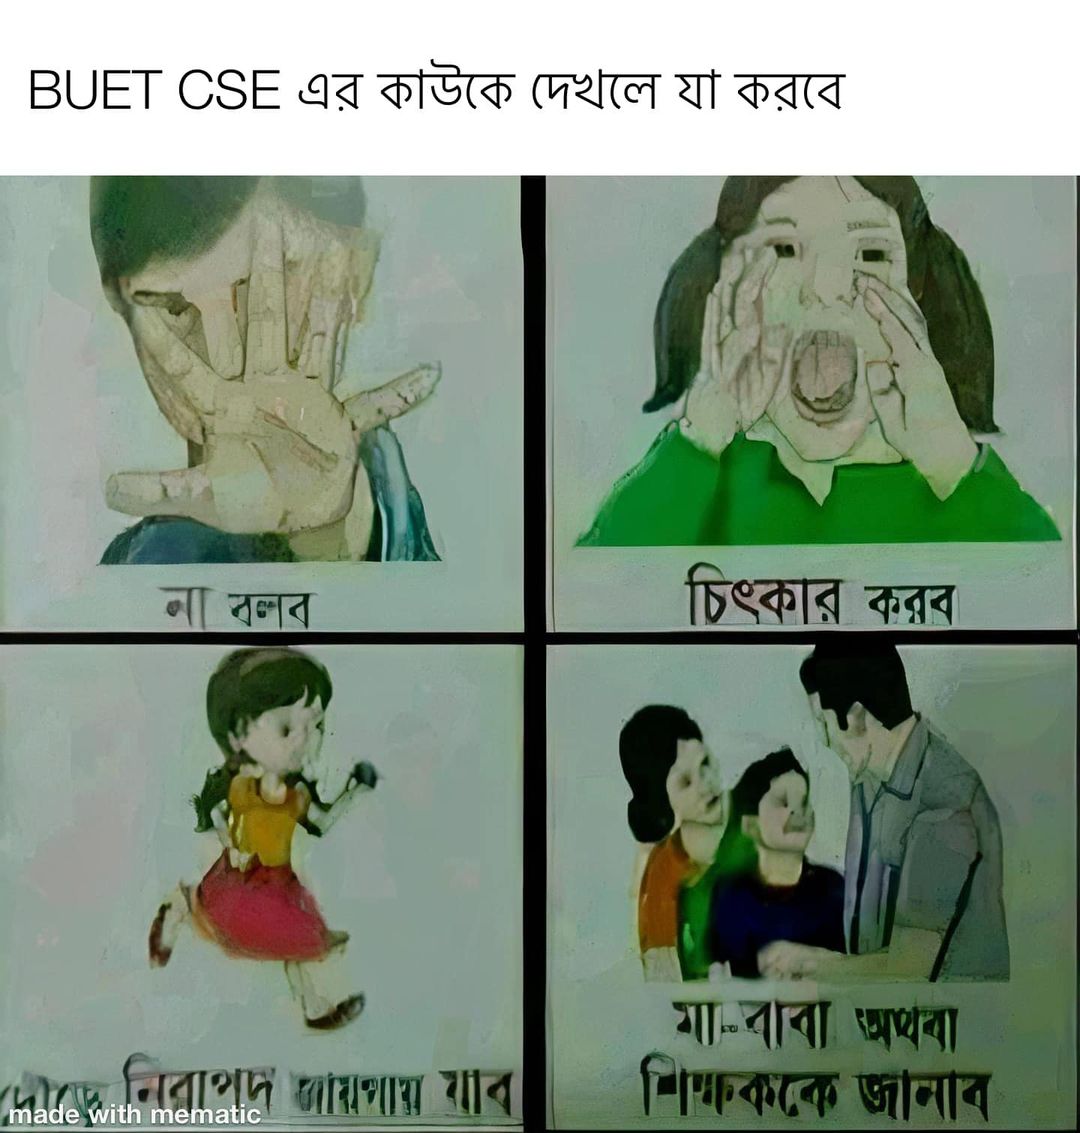 BUET CSE এর কাউকে দেখলে যা করবে
না বলব
চিৎকার করব
দৌড়ে নিরাপদ জায়গায় যাব
মা-বাবা অথবা
শিক্ষককে জানাব
made with mematic